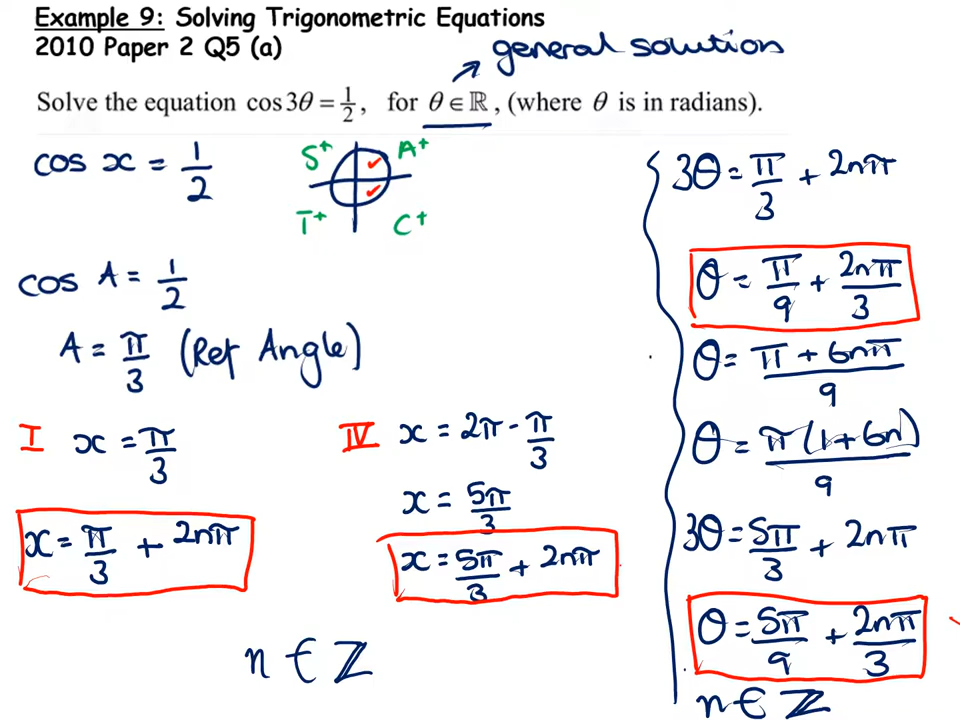 Example 9: Solving Trigonometric Equations
2010 Paper 2 Q5 (a)
general solution
Solve the equation cos 3θ = 1/2, for θ ∈ ℝ, (where θ is in radians).
cos x = 1/2
S+ A+
T+ C+
cos A = 1/2
A = π/3 (Ref Angle)
I x = π/3
x = π/3 + 2nπ
IV x = 2π - π/3
x = 5π/3
x = 5π/3 + 2nπ
n ∈ ℤ
3θ = π/3 + 2nπ
θ = π/9 + 2nπ/3
θ = π + 6nπ/9
θ = π(1 + 6n)/9
3θ = 5π/3 + 2nπ
θ = 5π/9 + 2nπ/3
n ∈ ℤ